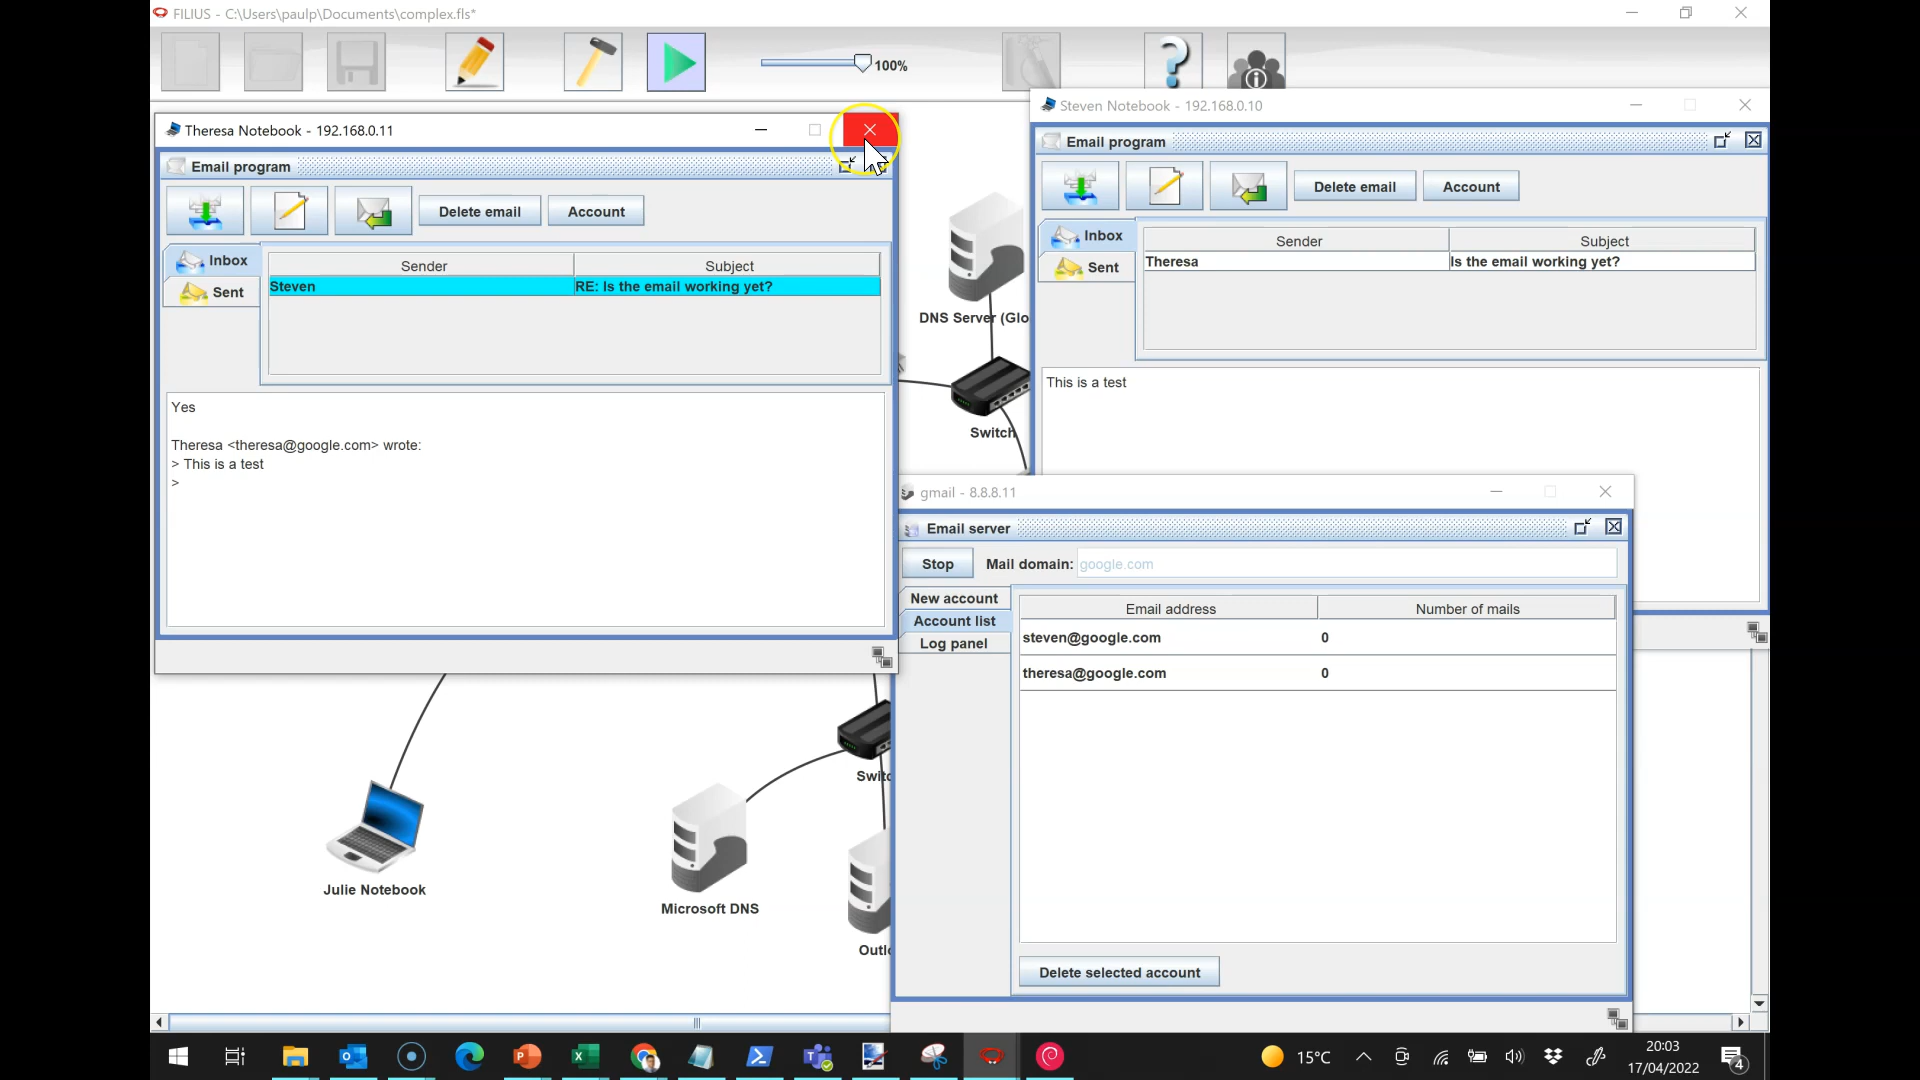 FILIUS - C:\Users\paulp\Documents\complex.fls*
100%
Theresa Notebook - 192.168.0.11
Email program
Delete email
Account
Inbox
Sent
Sender
Subject
Steven
RE: Is the email working yet?
Yes
Theresa <theresa@google.com> wrote:
> This is a test
>
Steven Notebook - 192.168.0.10
Email program
Delete email
Account
Inbox
Sent
Sender
Subject
Theresa
Is the email working yet?
This is a test
DNS Server (Glo
Switch
gmail - 8.8.8.11
Email server
Stop
Mail domain:
google.com
New account
Account list
Log panel
Email address
Number of mails
steven@google.com
0
theresa@google.com
0
Delete selected account
Julie Notebook
Microsoft DNS
Switc
Outlo
15°C
20:03
17/04/2022
4